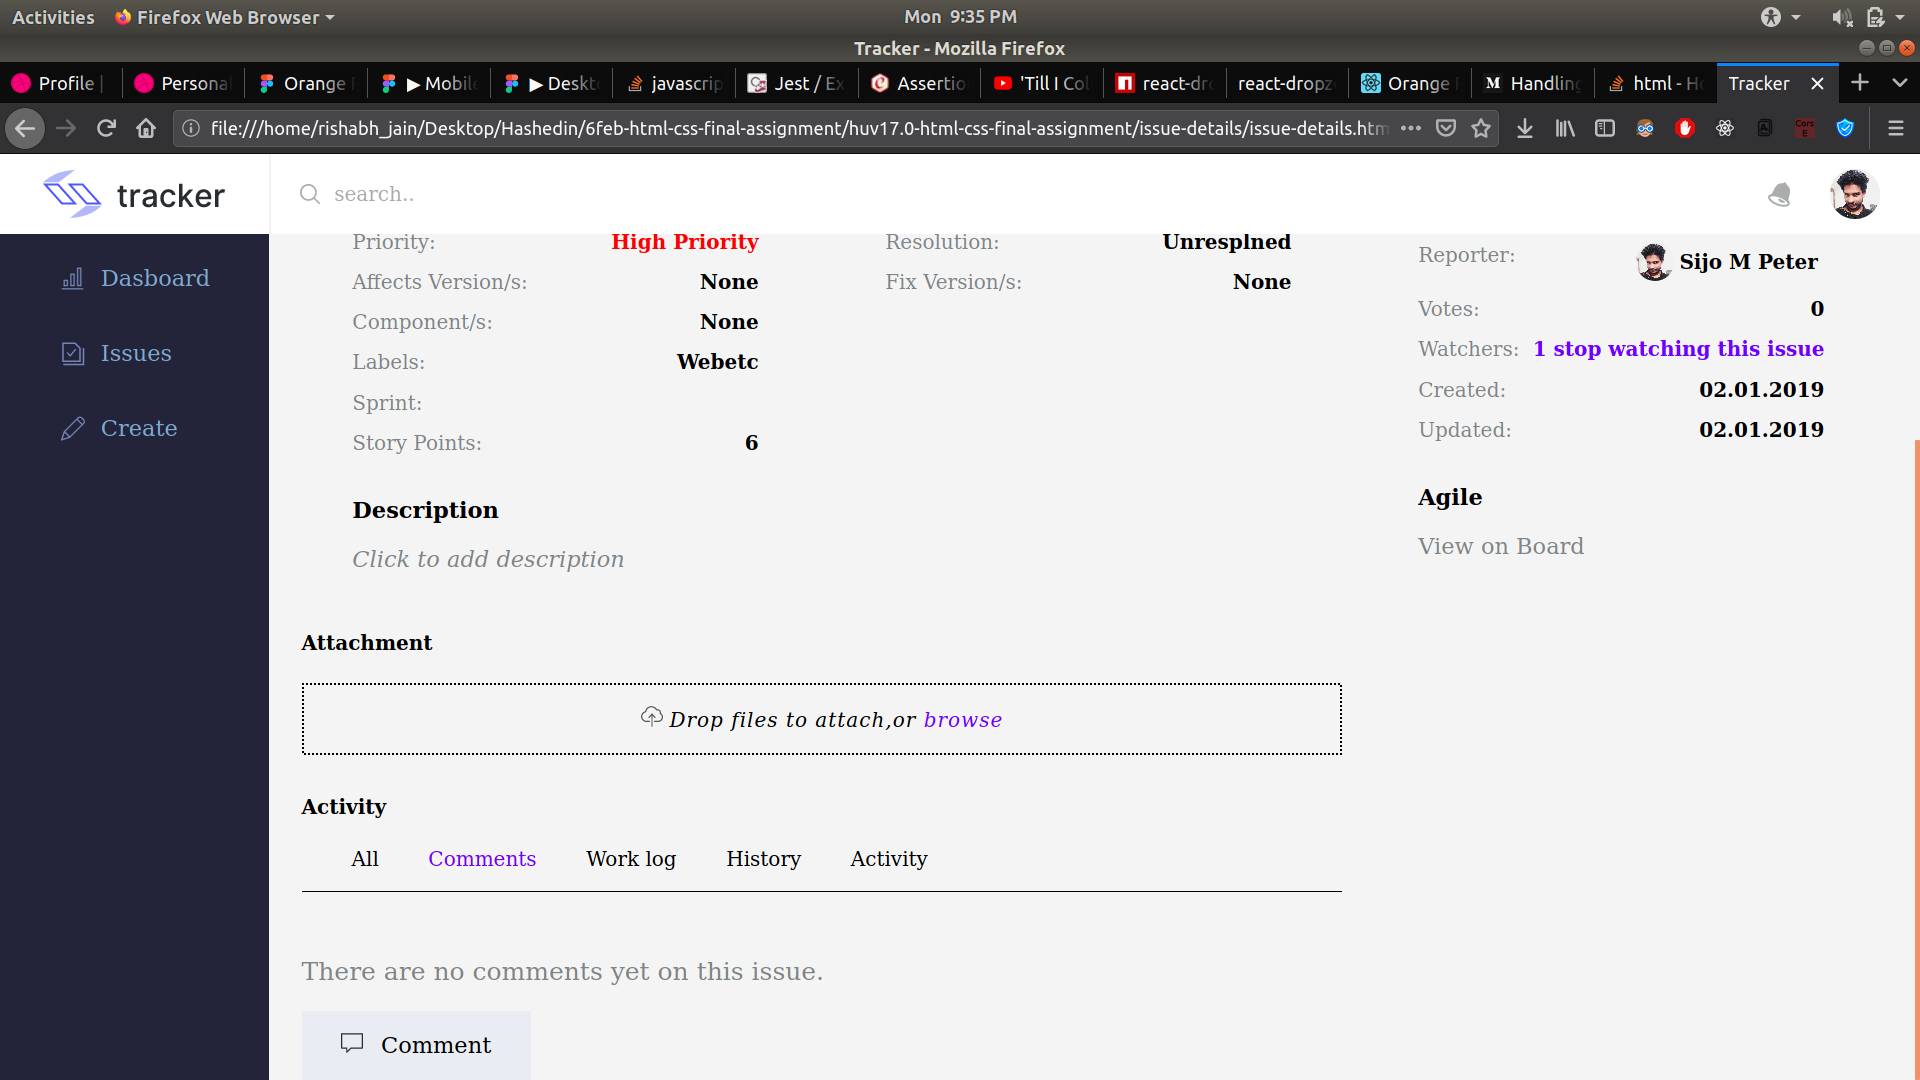 Activities Firefox Web Browser Mon 9:35 PM
Tracker - Mozilla Firefox
Profile | Persona Orange ▶ Mobil ▶ Deskt javascrip Jest / Ex Assertio 'Till I Col react-dro react-dropz Orange Handling html - Ho Tracker
file:///home/rishabh_jain/Desktop/Hashedin/6feb-html-css-final-assignment/huv17.0-html-css-final-assignment/issue-details/issue-details.htm
Cors
E
tracker
search..
Dasboard
Issues
Create
Priority: High Priority
Affects Version/s: None
Component/s: None
Labels: Webetc
Sprint:
Story Points: 6
Resolution: Unresplned
Fix Version/s: None
Reporter: Sijo M Peter
Votes: 0
Watchers: 1 stop watching this issue
Created: 02.01.2019
Updated: 02.01.2019
Description
Click to add description
Agile
View on Board
Attachment
Drop files to attach,or browse
Activity
All Comments Work log History Activity
There are no comments yet on this issue.
Comment